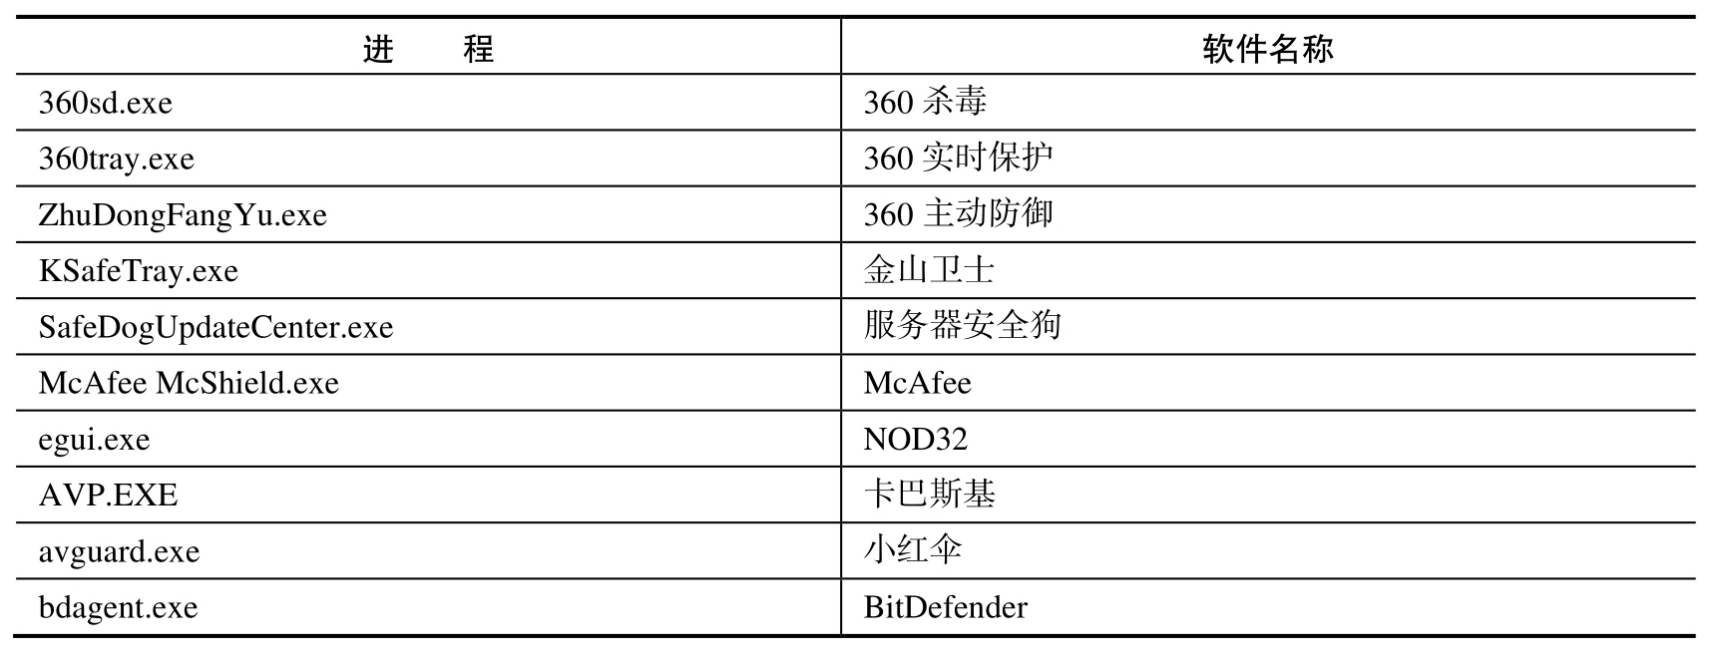 进 程 软件名称
360sd.exe 360 杀毒
360tray.exe 360 实时保护
ZhuDongFangYu.exe 360 主动防御
KSafeTray.exe 金山卫士
SafeDogUpdateCenter.exe 服务器安全狗
McAfee McShield.exe McAfee
egui.exe NOD32
AVP.EXE 卡巴斯基
avguard.exe 小红伞
bdagent.exe BitDefender